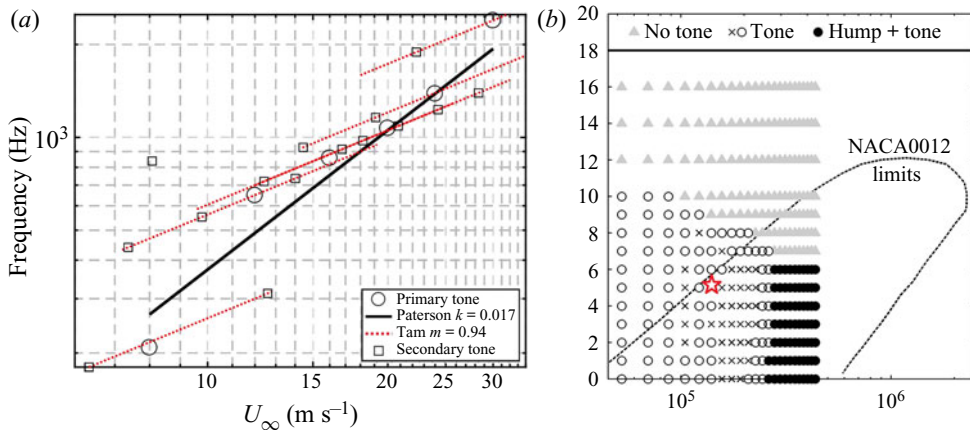 (a)
10³
Frequency (Hz)
Primary tone
Paterson k = 0.017
Tam m = 0.94
Secondary tone
10 15 20 25 30
U∞ (m s⁻¹)
(b)
20
18
16
14
12
10
8
6
4
2
0
No tone Tone Hump + tone
NACA0012
limits
10⁵ 10⁶